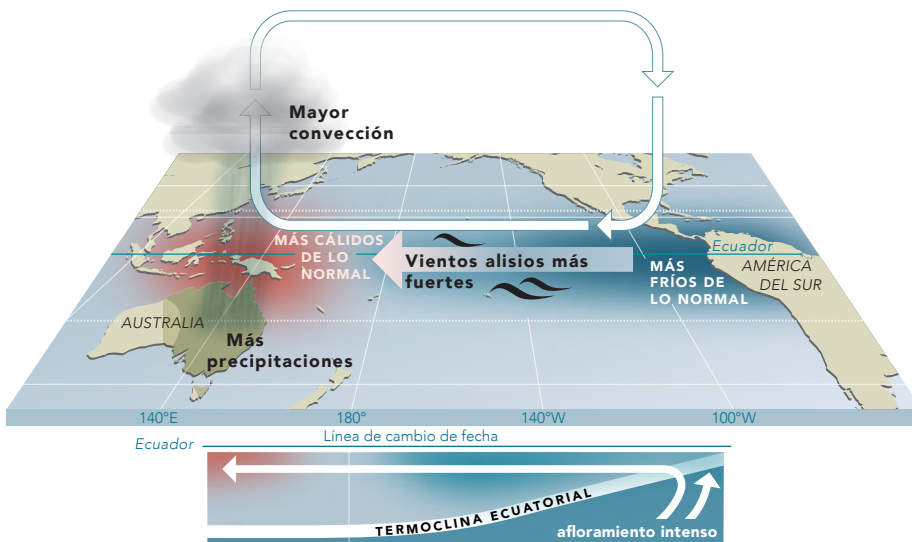 Mayor
convección
MÁS CÁLIDOS
DE LO
NORMAL
Vientos alisios más
fuertes
Ecuador
MÁS
FRÍOS DE
LO NORMAL
AMÉRICA
DEL SUR
AUSTRALIA
Más
precipitaciones
140°E
180°
140°W
100°W
Línea de cambio de fecha
Ecuador
TERMOCLINA ECUATORIAL
afloramiento intenso